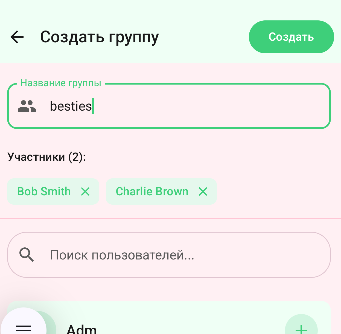 Создать группу
Создать
Название группы
besties
Участники (2):
Bob Smith
Charlie Brown
Поиск пользователей...
Adm